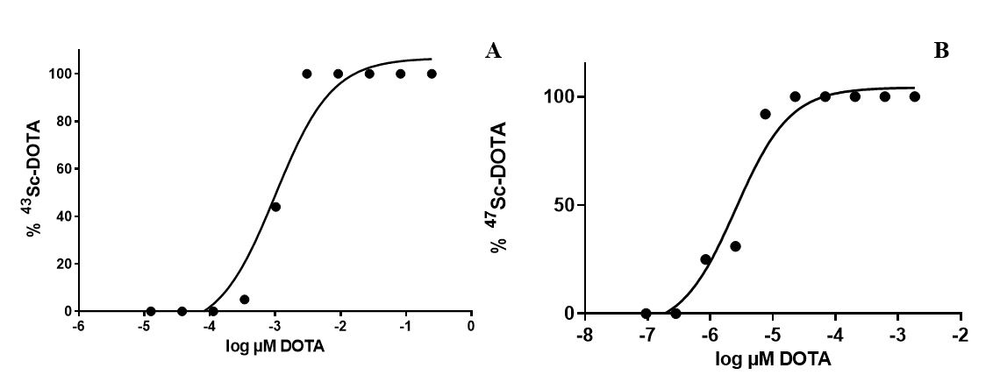 A
100
80
60
40
20
0
% 43Sc-DOTA
-6 -5 -4 -3 -2 -1 0
log µM DOTA
B
100
50
0
% 47Sc-DOTA
-8 -7 -6 -5 -4 -3 -2
log µM DOTA